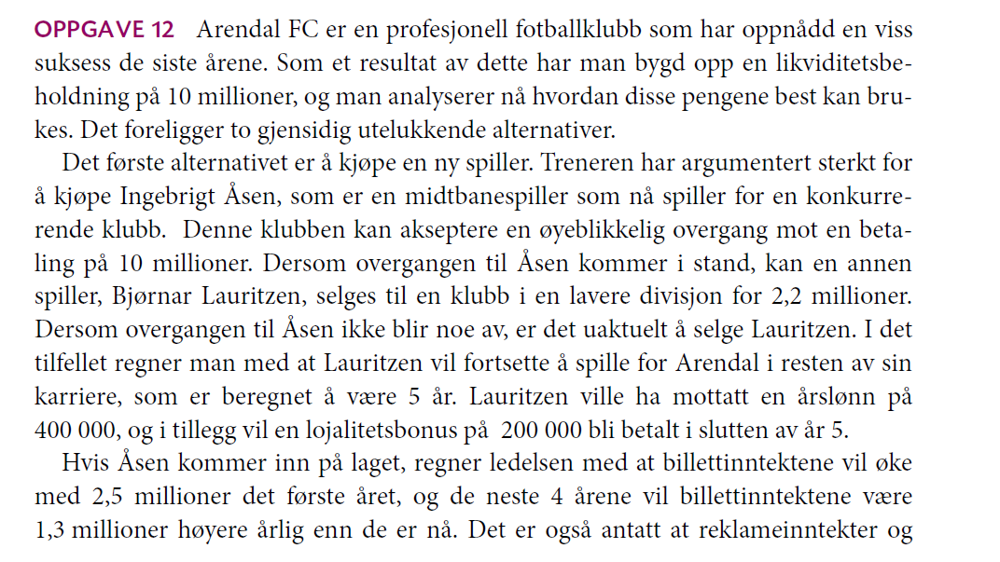 OPPGAVE 12 Arendal FC er en profesjonell fotballklubb som har oppnådd en viss
suksess de siste årene. Som et resultat av dette har man bygd opp en likviditetsbe-
holdning på 10 millioner, og man analyserer nå hvordan disse pengene best kan bru-
kes. Det foreligger to gjensidig utelukkende alternativer.
Det første alternativet er å kjøpe en ny spiller. Treneren har argumentert sterkt for
å kjøpe Ingebrigt Åsen, som er en midtbanespiller som nå spiller for en konkurre-
rende klubb. Denne klubben kan akseptere en øyeblikkelig overgang mot en beta-
ling på 10 millioner. Dersom overgangen til Åsen kommer i stand, kan en annen
spiller, Bjørnar Lauritzen, selges til en klubb i en lavere divisjon for 2,2 millioner.
Dersom overgangen til Åsen ikke blir noe av, er det uaktuelt å selge Lauritzen. I det
tilfellet regner man med at Lauritzen vil fortsette å spille for Arendal i resten av sin
karriere, som er beregnet å være 5 år. Lauritzen ville ha mottatt en årslønn på
400 000, og i tillegg vil en lojalitetsbonus på 200 000 bli betalt i slutten av år 5.
Hvis Åsen kommer inn på laget, regner ledelsen med at billettinntektene vil øke
med 2,5 millioner det første året, og de neste 4 årene vil billettinntektene være
1,3 millioner høyere årlig enn de er nå. Det er også antatt at reklameinntekter og